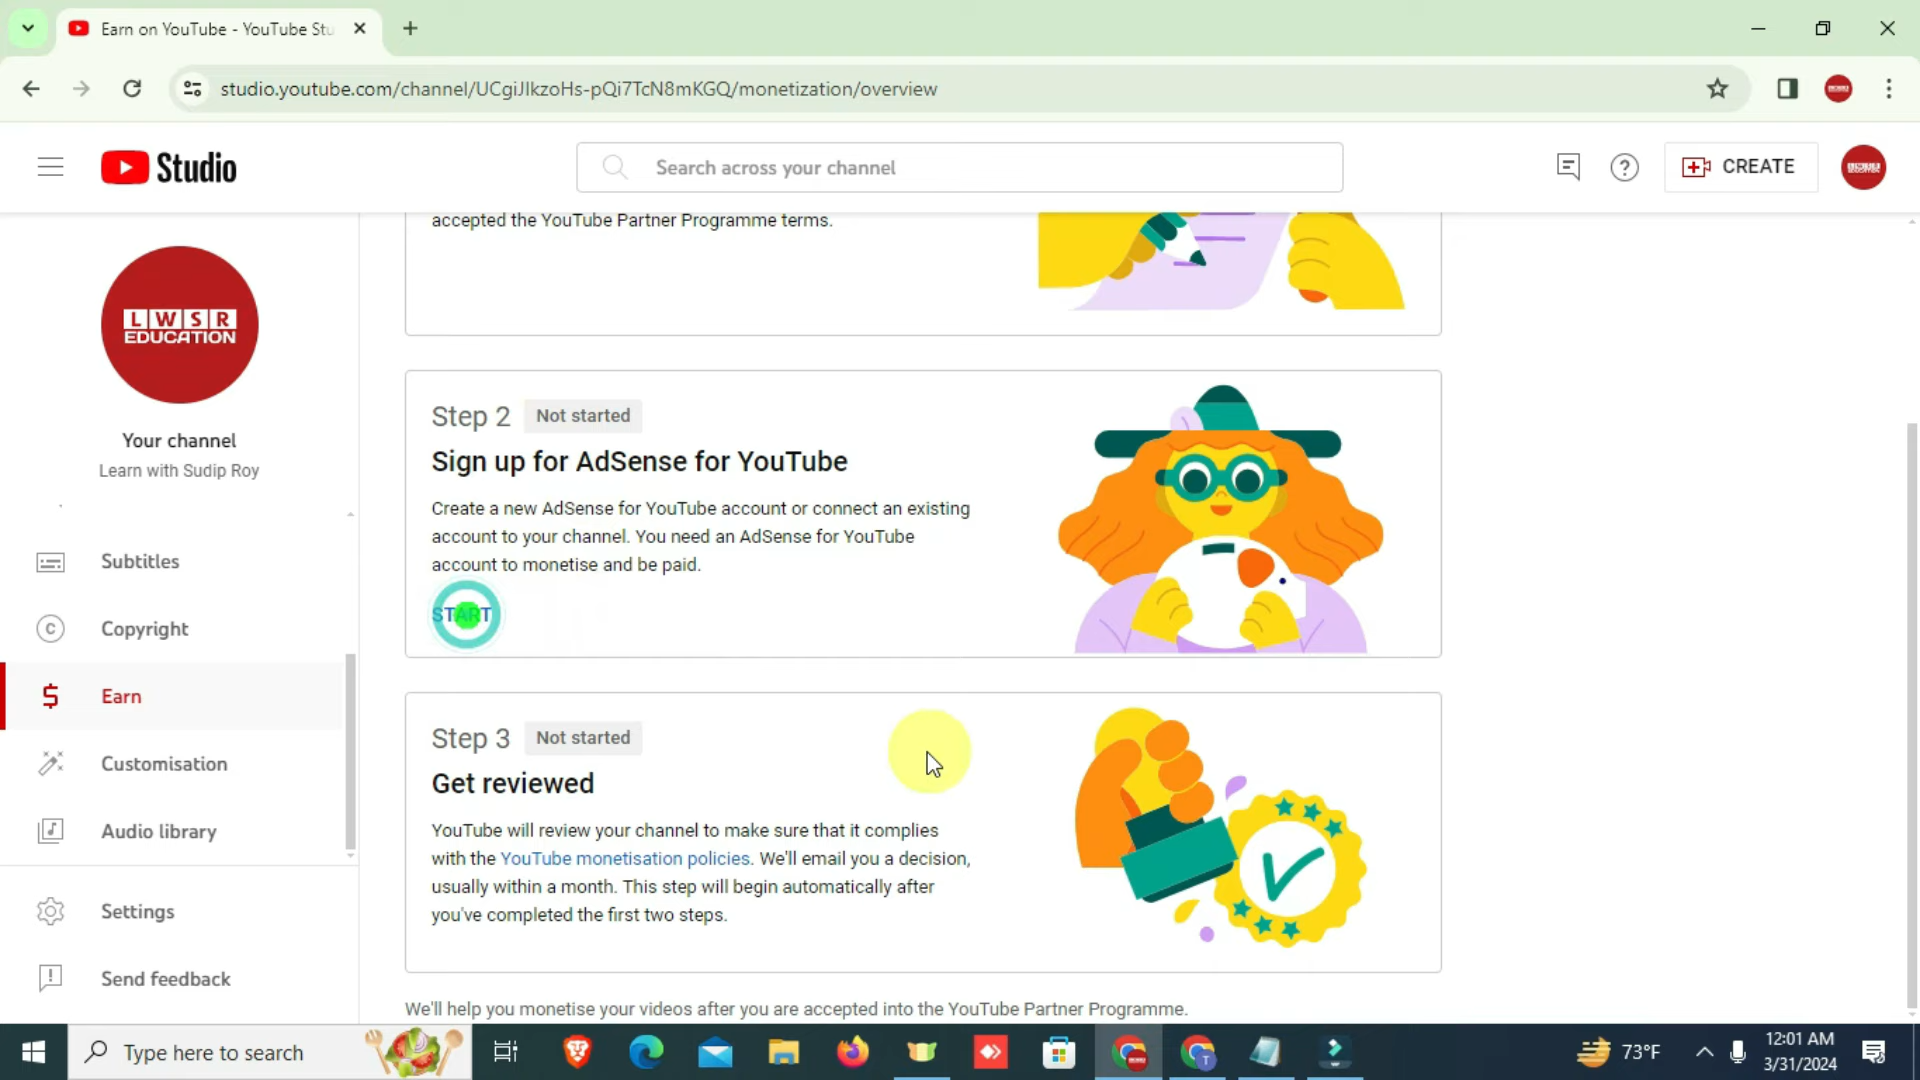 Earn on YouTube - YouTube Stu
studio.youtube.com/channel/UCgiJIkzoHs-pQi7TcN8mKGQ/monetization/overview
Studio
Search across your channel
CREATE
accepted the YouTube Partner Programme terms.
LWSR
EDUCATION
Your channel
Learn with Sudip Roy
Subtitles
Copyright
Earn
Customisation
Audio library
Settings
Send feedback
Step 2 Not started
Sign up for AdSense for YouTube
Create a new AdSense for YouTube account or connect an existing
account to your channel. You need an AdSense for YouTube
account to monetise and be paid.
START
Step 3 Not started
Get reviewed
YouTube will review your channel to make sure that it complies
with the YouTube monetisation policies. We'll email you a decision,
usually within a month. This step will begin automatically after
you've completed the first two steps.
We'll help you monetise your videos after you are accepted into the YouTube Partner Programme.
Type here to search
T
73°F
12:01 AM
3/31/2024